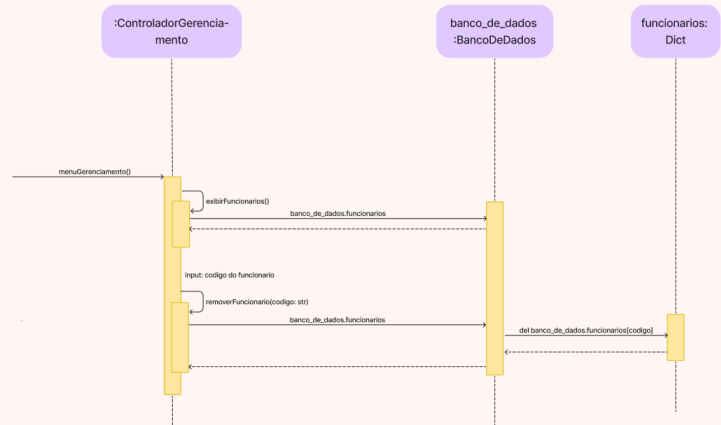 :ControladorGerencia-
mento
banco_de_dados
:BancoDeDados
funcionarios:
Dict
menuGerenciamento()
exibirFuncionarios()
banco_de_dados.funcionarios
input: codigo do funcionario
removerFuncionario(codigo: str)
banco_de_dados.funcionarios
del banco_de_dados.funcionarios[codigo]